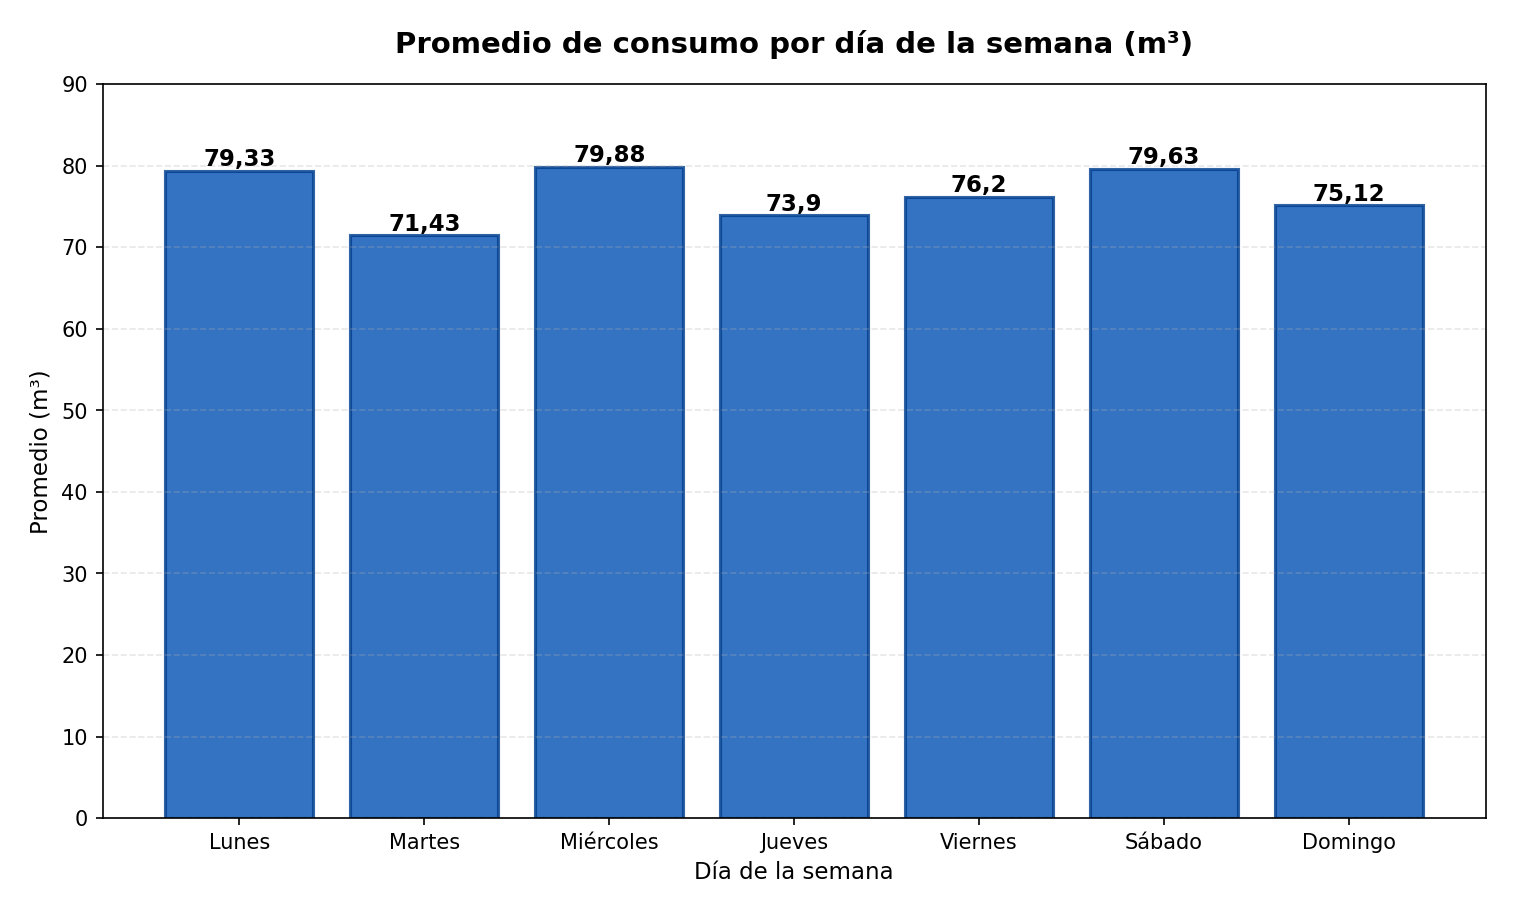 Promedio de consumo por día de la semana (m³)
90
80
70
60
50
40
30
20
10
0
Promedio (m³)
79,33
71,43
79,88
73,9
76,2
79,63
75,12
Lunes
Martes
Miércoles
Jueves
Viernes
Sábado
Domingo
Día de la semana